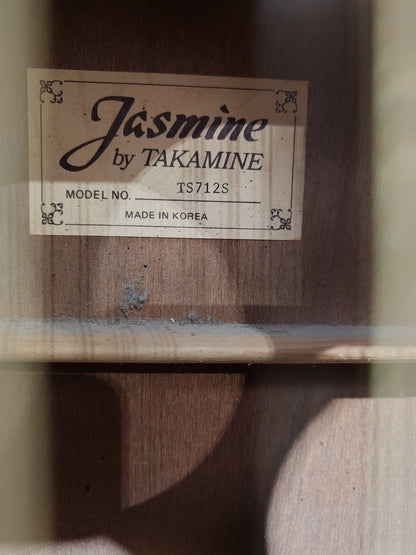 Jasmine
by TAKAMINE
MODEL NO. TS712S
MADE IN KOREA